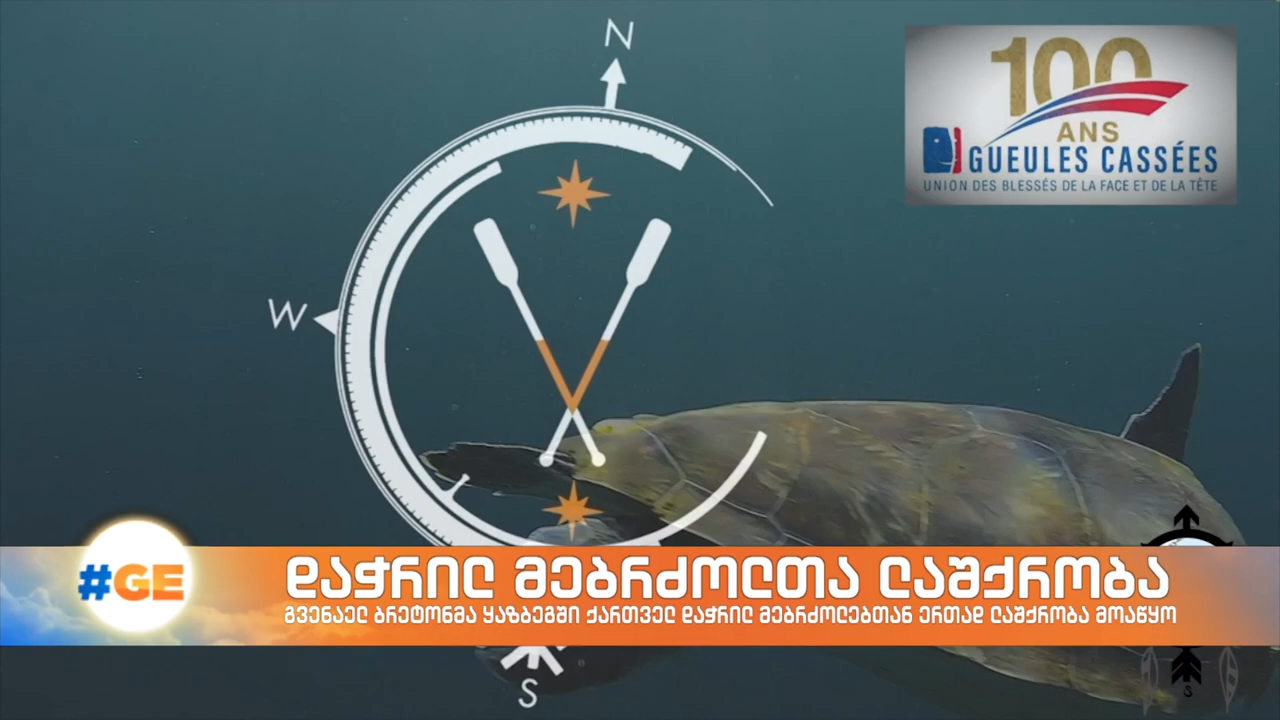 N
100
ANS
GUEULES CASSÉES
UNION DES BLESSÉS DE LA FACE ET DE LA TÊTE
W
#GE
დაჭრილ მებრძოლთა ლაშქრობა
გვენაელ ბრეტონმა ყაზბეგში ქართველ დაჭრილ მებრძოლებთან ერთად ლაშქრობა მოაწყო
S
S